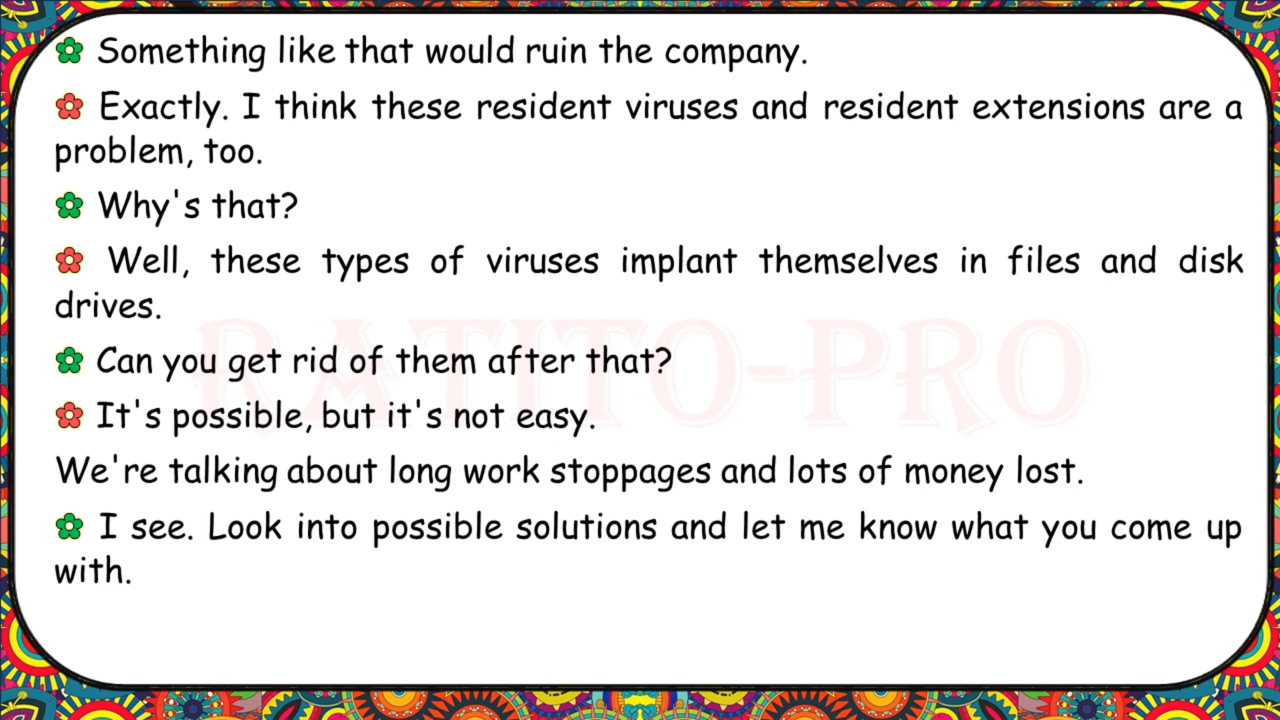 Something like that would ruin the company.
Exactly. I think these resident viruses and resident extensions are a
problem, too.
Why's that?
Well, these types of viruses implant themselves in files and disk
drives.
RATITO-PRO
Can you get rid of them after that?
It's possible, but it's not easy.
We're talking about long work stoppages and lots of money lost.
I see. Look into possible solutions and let me know what you come up
with.